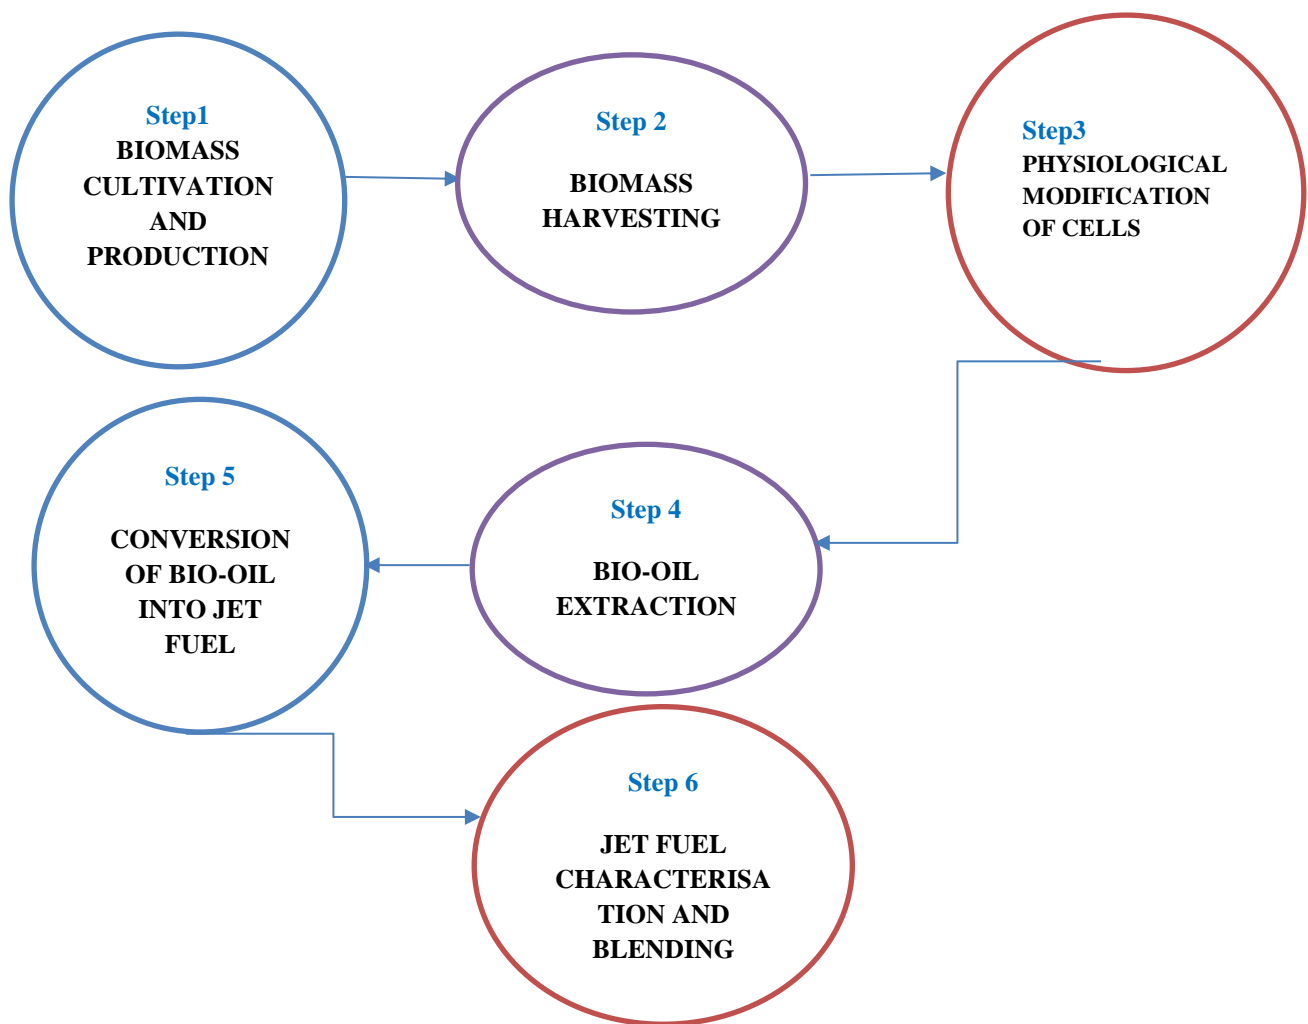 Step1
BIOMASS
CULTIVATION
AND
PRODUCTION
Step 2
BIOMASS
HARVESTING
Step3
PHYSIOLOGICAL
MODIFICATION
OF CELLS
Step 4
BIO-OIL
EXTRACTION
Step 5
CONVERSION
OF BIO-OIL
INTO JET
FUEL
Step 6
JET FUEL
CHARACTERISA
TION AND
BLENDING